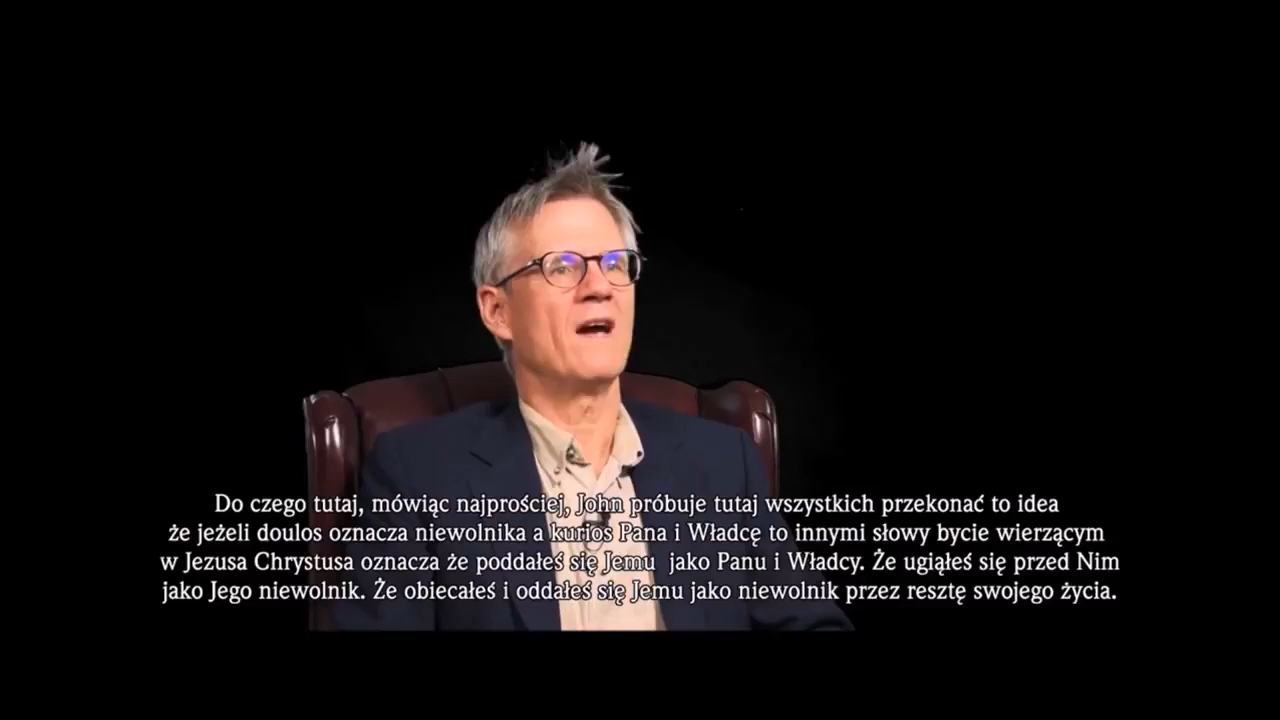 Do czego tutaj, mówiąc najprościej, John próbuje tutaj wszystkich przekonać to idea
że jeżeli doulos oznacza niewolnika a kurios Pana i Władcę to innymi słowy bycie wierzącym
w Jezusa Chrystusa oznacza że poddałeś się Jemu jako Panu i Władcy. Że ugiąłeś się przed Nim
jako Jego niewolnik. Że obiecałeś i oddałeś się Jemu jako niewolnik przez resztę swojego życia.